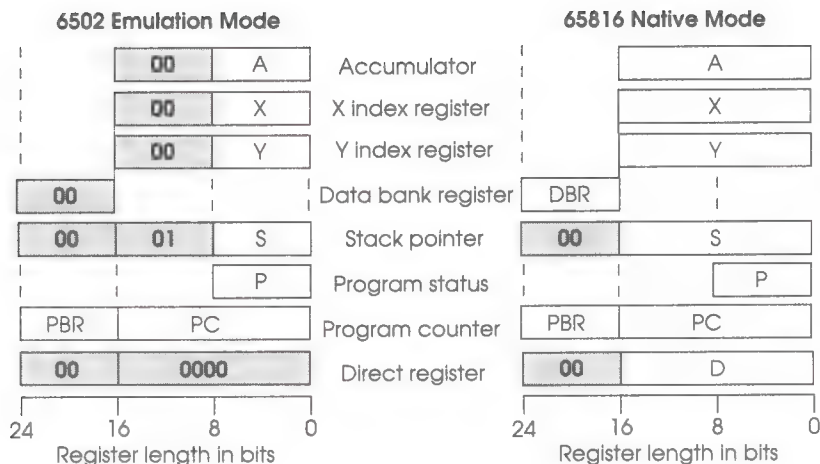 6502 Emulation Mode 65816 Native Mode
00 A Accumulator A
00 X X index register X
00 Y Y index register Y
00 Data bank register DBR
00 01 S Stack pointer 00 S
P Program status P
PBR PC Program counter PBR PC
00 0000 Direct register 00 D
24 16 8 0 24 16 8 0
Register length in bits Register length in bits